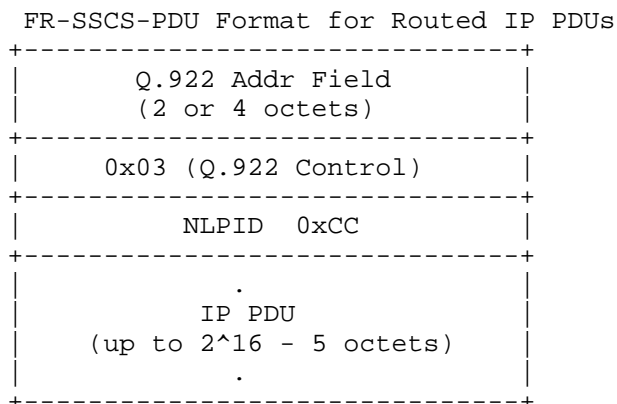 FR-SSCS-PDU Format for Routed IP PDUs
+-------------------------------+
|       Q.922 Addr Field        |
|       (2 or 4 octets)         |
+-------------------------------+
|     0x03 (Q.922 Control)      |
+-------------------------------+
|          NLPID  0xCC          |
+-------------------------------+
|             .                 |
|           IP PDU              |
|    (up to 2^16 - 5 octets)    |
|             .                 |
+-------------------------------+